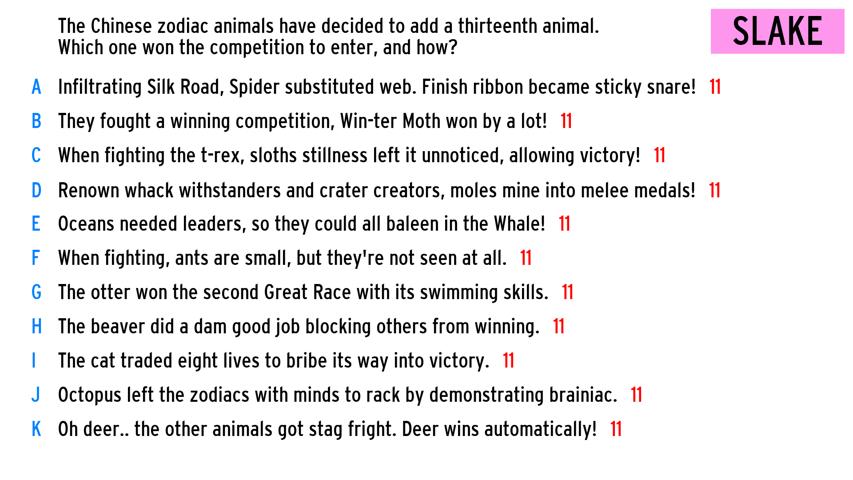 The Chinese zodiac animals have decided to add a thirteenth animal.
Which one won the competition to enter, and how?
SLAKE
A Infiltrating Silk Road, Spider substituted web. Finish ribbon became sticky snare! 11
B They fought a winning competition, Win-ter Moth won by a lot! 11
C When fighting the t-rex, sloths stillness left it unnoticed, allowing victory! 11
D Renown whack withstanders and crater creators, moles mine into melee medals! 11
E Oceans needed leaders, so they could all baleen in the Whale! 11
F When fighting, ants are small, but they're not seen at all. 11
G The otter won the second Great Race with its swimming skills. 11
H The beaver did a dam good job blocking others from winning. 11
I The cat traded eight lives to bribe its way into victory. 11
J Octopus left the zodiacs with minds to rack by demonstrating brainiac. 11
K Oh deer.. the other animals got stag fright. Deer wins automatically! 11